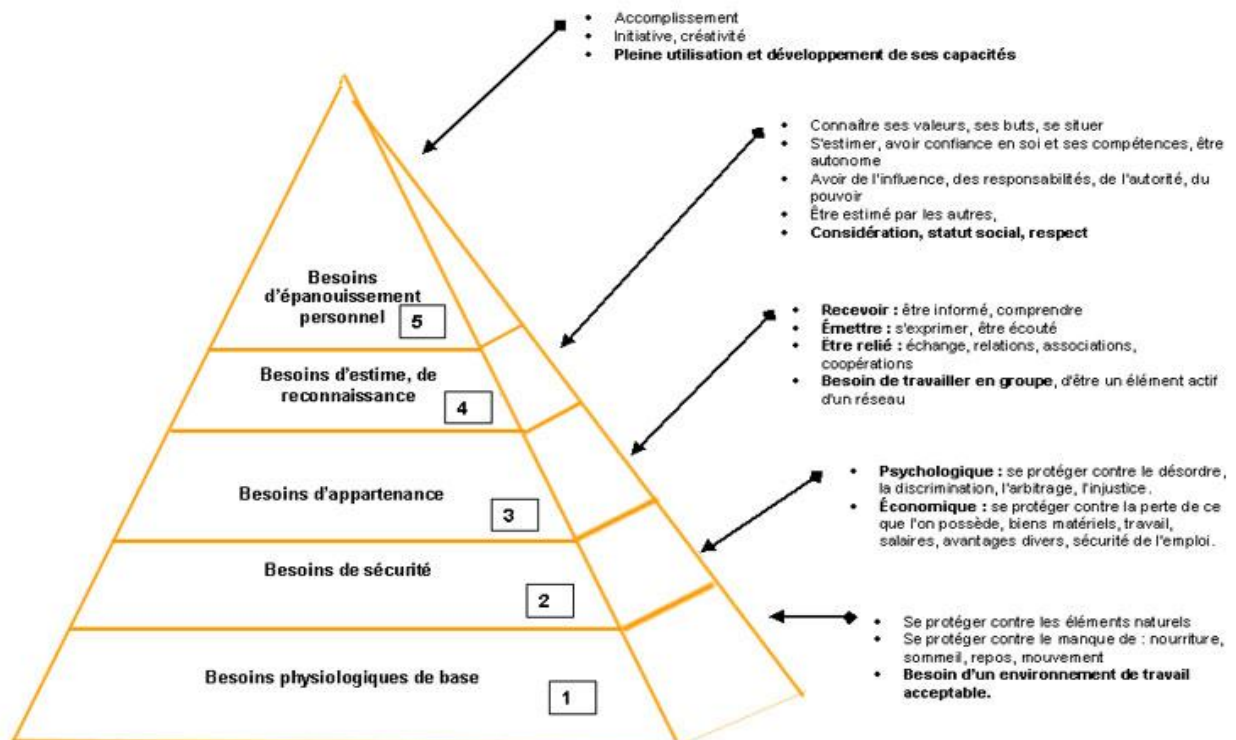 • Accomplissement
• Initiative, créativité
• Pleine utilisation et développement de ses capacités
• Connaître ses valeurs, ses buts, se situer
• S'estimer, avoir confiance en soi et ses compétences, être
autonome
• Avoir de l'influence, des responsabilités, de l'autorité, du
pouvoir
• Être estimé par les autres,
• Considération, statut social, respect
• Recevoir : être informé, comprendre
• Émettre : s'exprimer, être écouté
• Être relié : échange, relations, associations,
coopérations
• Besoin de travailler en groupe, d'être un élément actif
d'un réseau
• Psychologique : se protéger contre le désordre,
la discrimination, l'arbitrage, l'injustice.
• Économique : se protéger contre la perte de ce
que l'on possède, biens matériels, travail,
salaires, avantages divers, sécurité de l'emploi.
• Se protéger contre les éléments naturels
• Se protéger contre le manque de : nourriture,
sommeil, repos, mouvement
• Besoin d'un environnement de travail
acceptable.
Besoins
d'épanouissement
personnel 5
Besoins d'estime, de
reconnaissance
4
Besoins d'appartenance
3
Besoins de sécurité
2
Besoins physiologiques de base
1